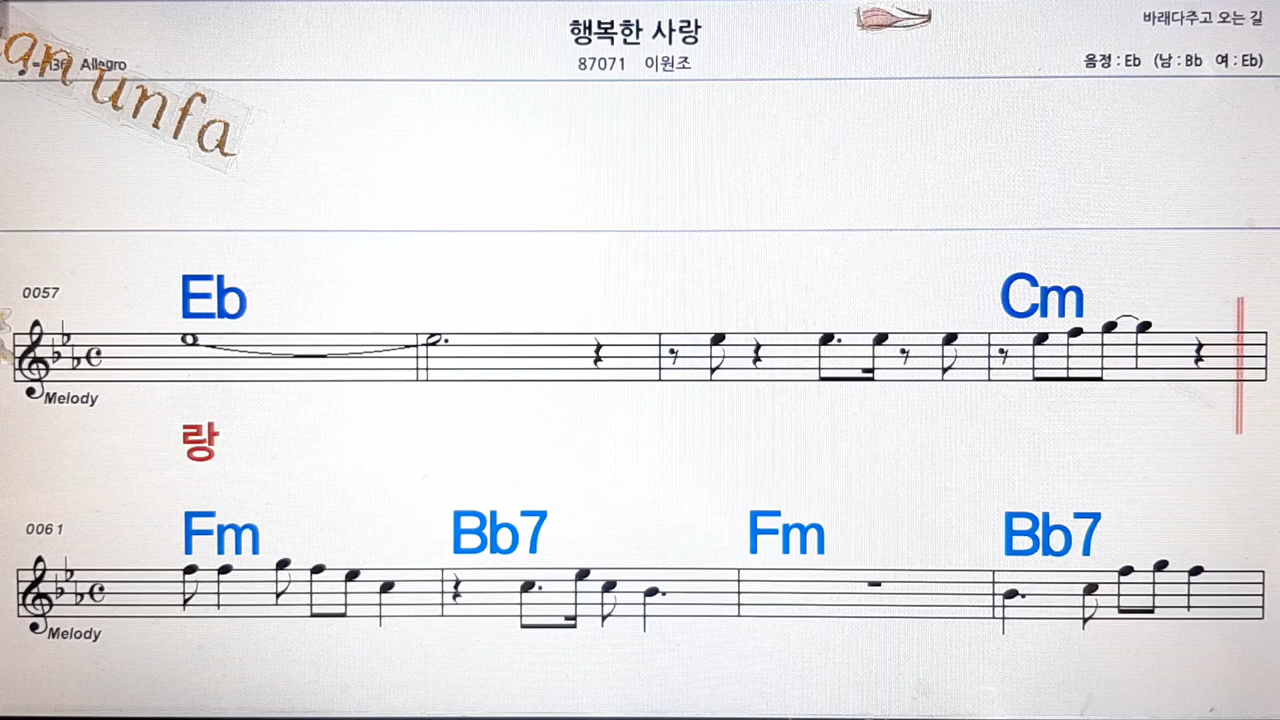 행복한 사랑
바래다주고 오는 길
Allegro
87071 이원조
음정 : Eb (남 : Bb 여 : Eb)
unfa
0057
Eb Cm
Melody
랑
0061
Fm Bb7 Fm Bb7
Melody